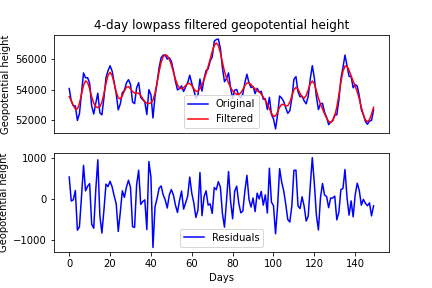 4-day lowpass filtered geopotential height
Geopotential height
56000
54000
52000
Original
Filtered
Geopotential height
1000
0
−1000
Residuals
0 20 40 60 80 100 120 140
Days